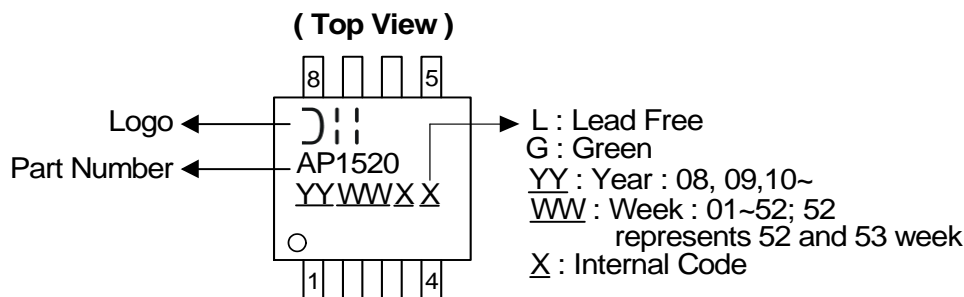 ( Top View )
8 5
Logo
Part Number
AP1520
YYWWX X
1 4
L : Lead Free
G : Green
YY : Year : 08, 09,10~
WW : Week : 01~52; 52
represents 52 and 53 week
X : Internal Code